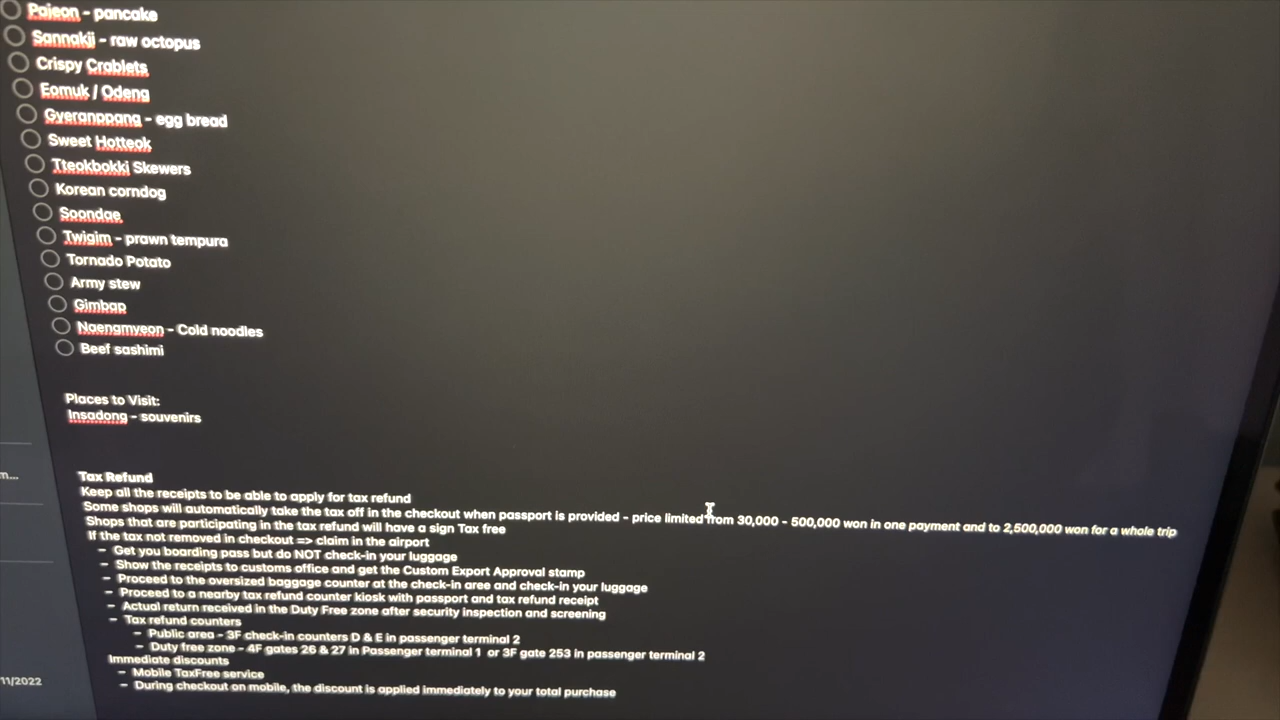 Pajeon - pancake
Sannakji - raw octopus
Crispy Crablets
Eomuk / Odeng
Gyeranppang - egg bread
Sweet Hotteok
Tteokbokki Skewers
Korean corndog
Soondae
Twigim - prawn tempura
Tornado Potato
Army stew
Gimbap
Naengmyeon - Cold noodles
Beef sashimi
Places to Visit:
Insadong - souvenirs
Tax Refund
Keep all the receipts to be able to apply for tax refund
Some shops will automatically take the tax off in the checkout when passport is provided - price limited from 30,000 - 500,000 won in one payment and to 2,500,000 won for a whole trip
Shops that are participating in the tax refund will have a sign Tax free
If the tax not removed in checkout => claim in the airport
- Get you boarding pass but do NOT check-in your luggage
- Show the receipts to customs office and get the Custom Export Approval stamp
- Proceed to the oversized baggage counter at the check-in area and check-in your luggage
- Proceed to a nearby tax refund counter kiosk with passport and tax refund receipt
- Actual return received in the Duty Free zone after security inspection and screening
- Tax refund counters
- Public area - 3F check-in counters D & E in passenger terminal 2
- Duty free zone - 4F gates 26 & 27 in Passenger terminal 1 or 3F gate 253 in passenger terminal 2
Immediate discounts
- Mobile TaxFree service
- During checkout on mobile, the discount is applied immediately to your total purchase
m...
11/2022